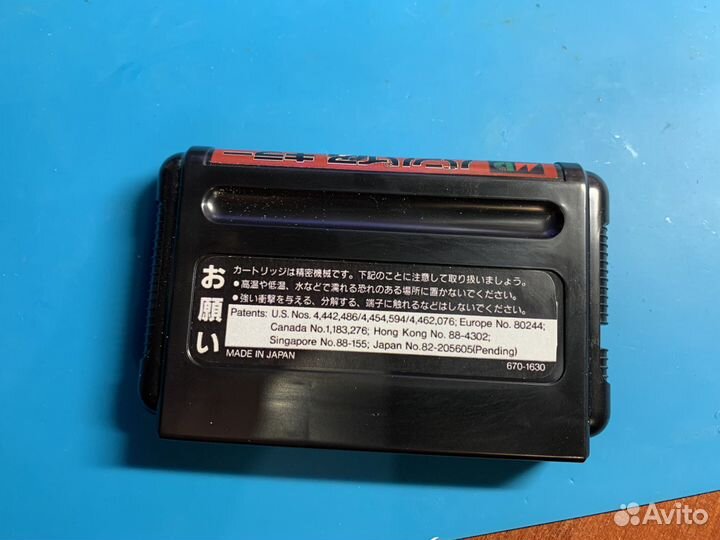 お願い
カートリッジは精密機械です。下記のことに注意して取り扱いましょう。
●高温や低温、水などで濡れる恐れのある場所に置かないでください。
●強い衝撃を与える、分解する、端子に触れるなどはしないでください。
Patents: U.S. Nos. 4,442,486/4,454,594/4,462,076; Europe No. 80244;
Canada No.1,183,276; Hong Kong No. 88-4302;
Singapore No.88-155; Japan No.82-205605(Pending)
MADE IN JAPAN
670-1630
Avito